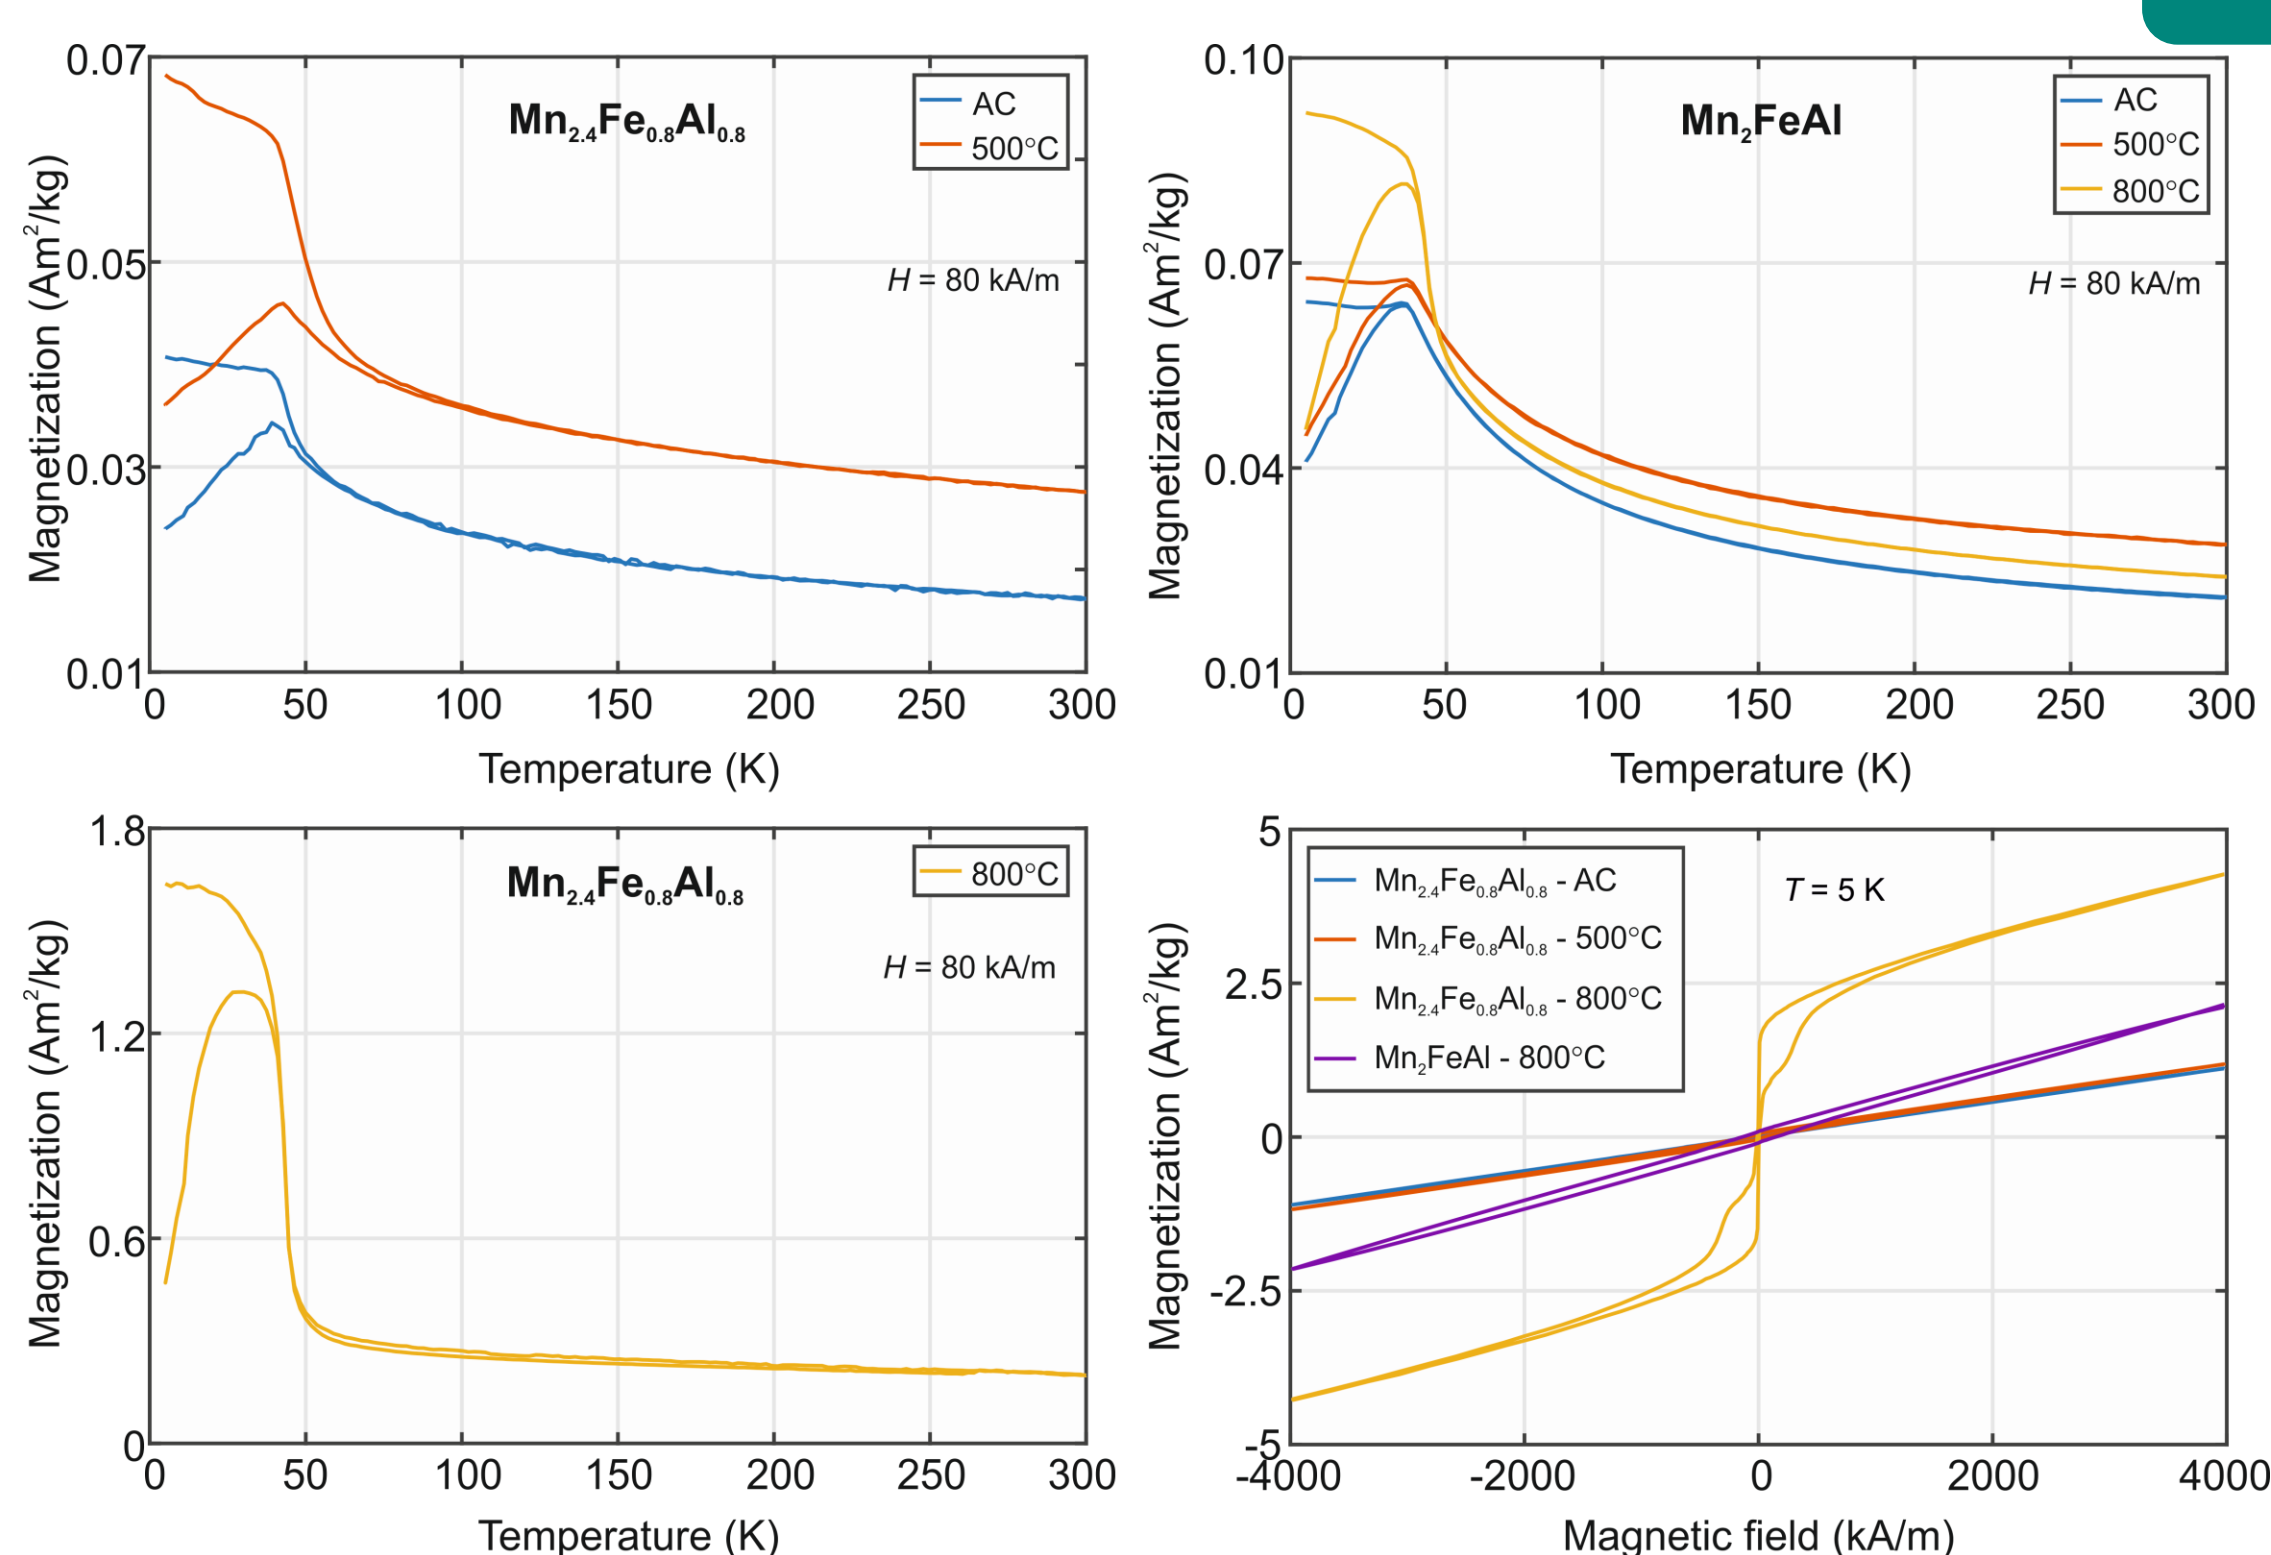 Mn2.4Fe0.8Al0.8
AC
500°C
H = 80 kA/m
Magnetization (Am²/kg)
0.07
0.05
0.03
0.01
0 50 100 150 200 250 300
Temperature (K)
Mn2FeAl
AC
500°C
800°C
H = 80 kA/m
Magnetization (Am²/kg)
0.10
0.07
0.04
0.01
0 50 100 150 200 250 300
Temperature (K)
Mn2.4Fe0.8Al0.8
800°C
H = 80 kA/m
Magnetization (Am²/kg)
1.8
1.2
0.6
0
0 50 100 150 200 250 300
Temperature (K)
Mn2.4Fe0.8Al0.8 - AC
Mn2.4Fe0.8Al0.8 - 500°C
Mn2.4Fe0.8Al0.8 - 800°C
Mn2FeAl - 800°C
T = 5 K
Magnetization (Am²/kg)
5
2.5
0
-2.5
-5
-4000 -2000 0 2000 4000
Magnetic field (kA/m)